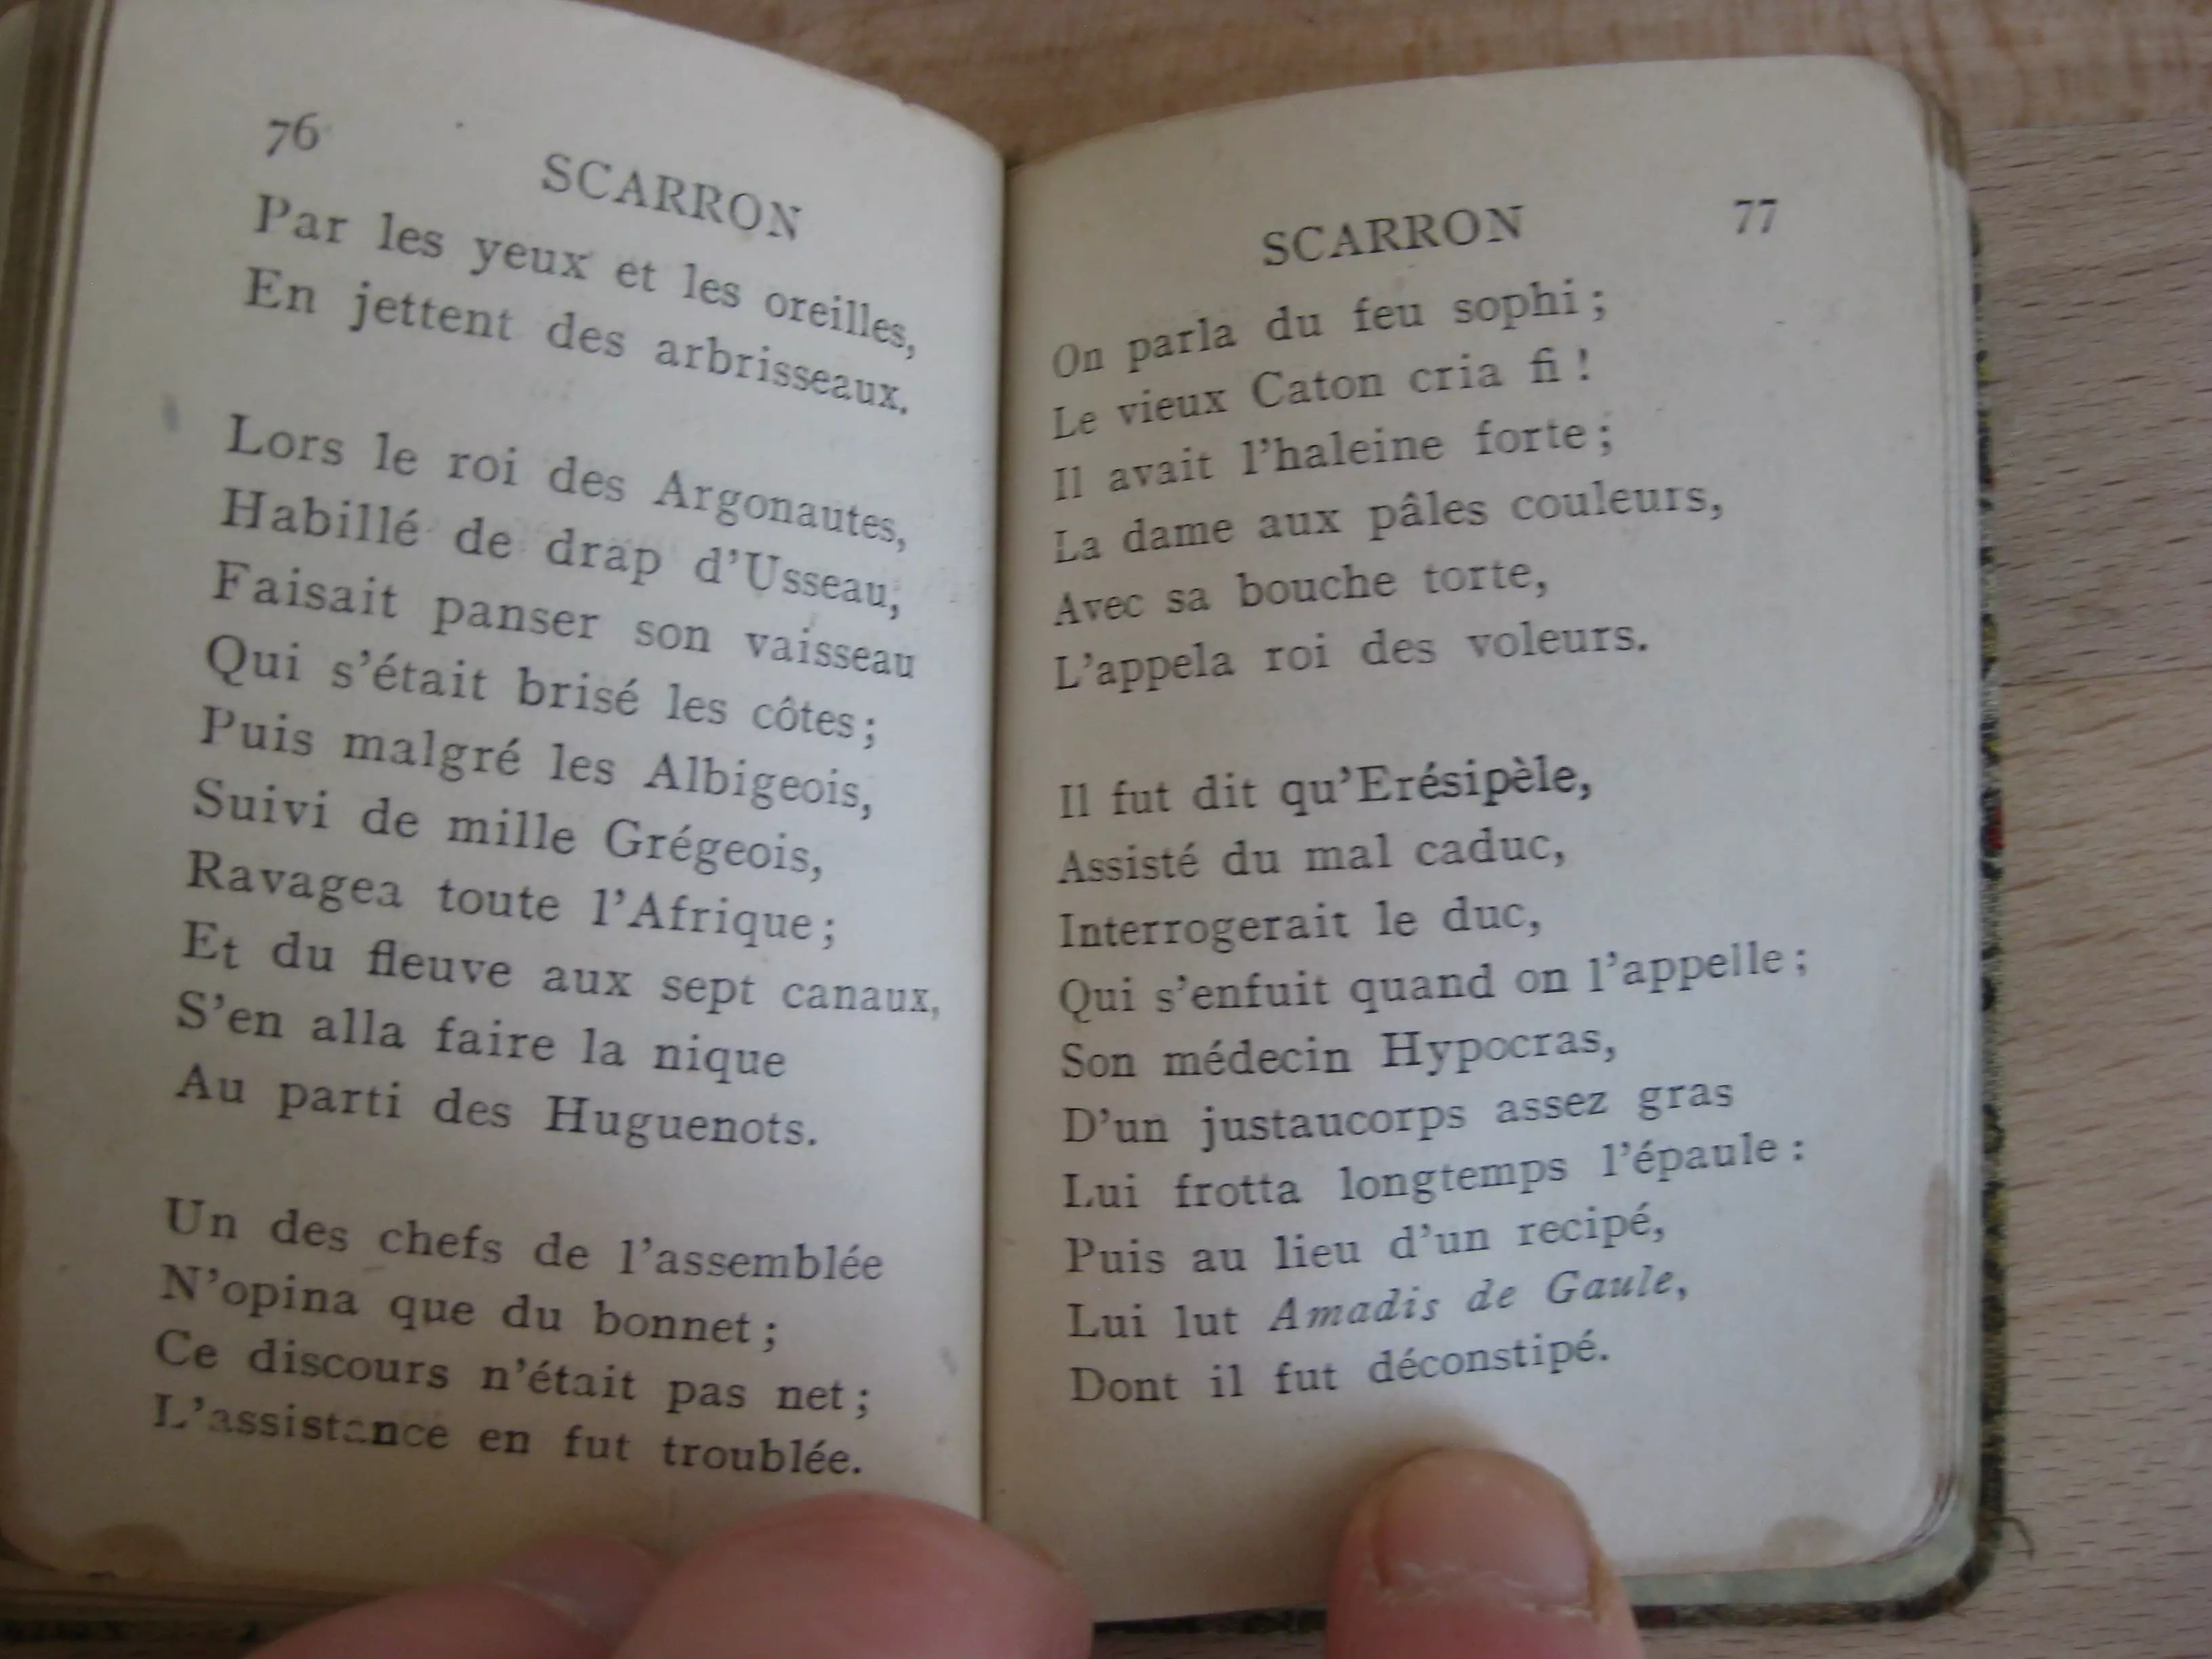 76
SCARRON
Par les yeux et les oreilles,
En jettent des arbrisseaux.
Lors le roi des Argonautes,
Habillé de drap d'Usseau,
Faisait panser son vaisseau
Qui s'était brisé les côtes ;
Puis malgré les Albigeois,
Suivi de mille Grégeois,
Ravagea toute l'Afrique ;
Et du fleuve aux sept canaux,
S'en alla faire la nique
Au parti des Huguenots.
Un des chefs de l'assemblée
N'opina que du bonnet ;
Ce discours n'était pas net ;
L'assistance en fut troublée.
SCARRON
77
On parla du feu sophi ;
Le vieux Caton cria fi !
Il avait l'haleine forte ;
La dame aux pâles couleurs,
Avec sa bouche torte,
L'appela roi des voleurs.
Il fut dit qu'Erésipèle,
Assisté du mal caduc,
Interrogerait le duc,
Qui s'enfuit quand on l'appelle ;
Son médecin Hypocras,
D'un justaucorps assez gras
Lui frotta longtemps l'épaule :
Puis au lieu d'un recipé,
Lui lut Amadis de Gaule,
Dont il fut déconstipé.